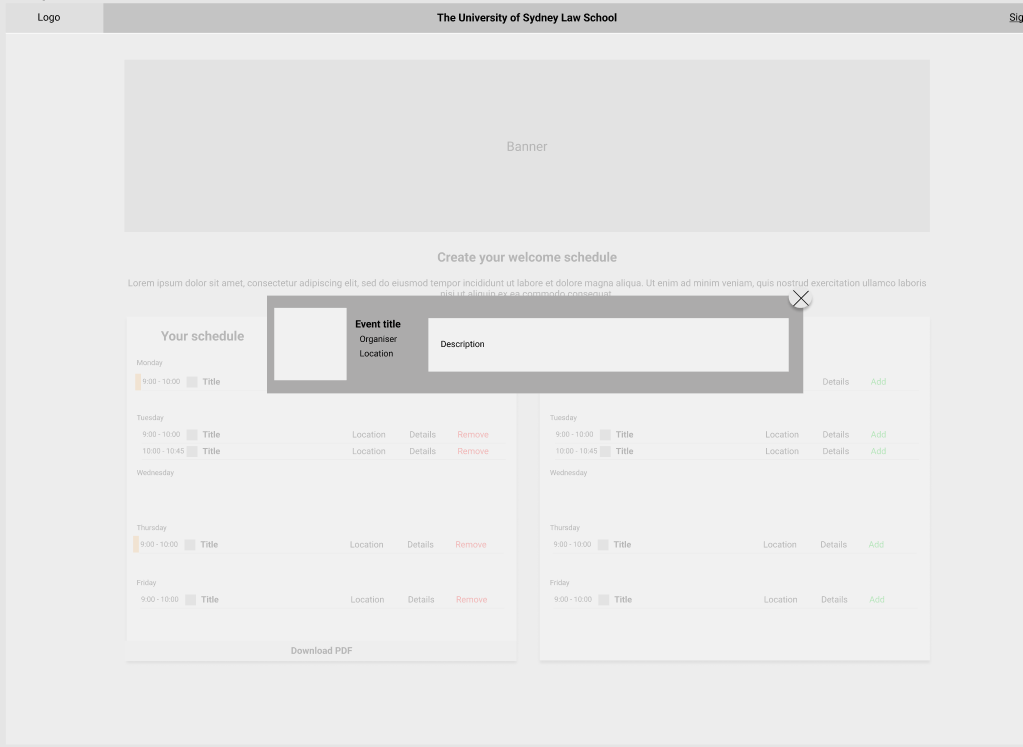 Logo
The University of Sydney Law School
Sig
Banner
Create your welcome schedule
Lorem ipsum dolor sit amet, consectetur adipiscing elit, sed do eiusmod tempor incididunt ut labore et dolore magna aliqua. Ut enim ad minim veniam, quis nostrud exercitation ullamco laboris
nisi ut aliquip ex ea commodo consequat
Event title
Organiser
Location
Description
Your schedule
Monday
9:00 - 10:00 Title
Tuesday
9:00 - 10:00 Title Location Details Remove
10:00 - 10:45 Title Location Details Remove
Wednesday
Thursday
9:00 - 10:00 Title Location Details Remove
Friday
9:00 - 10:00 Title Location Details Remove
Download PDF
Details Add
Tuesday
9:00 - 10:00 Title Location Details Add
10:00 - 10:45 Title Location Details Add
Wednesday
Thursday
9:00 - 10:00 Title Location Details Add
Friday
9:00 - 10:00 Title Location Details Add